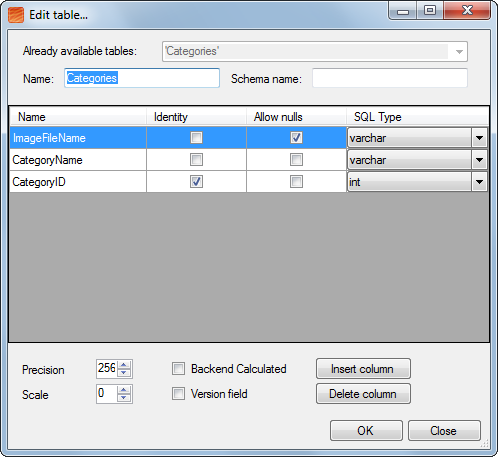 Edit table...
Already available tables: 'Categories'
Name: Categories Schema name:
Name Identity Allow nulls SQL Type
ImageFileName varchar
CategoryName varchar
CategoryID int
Precision 256 Backend Calculated Insert column
Scale 0 Version field Delete column
OK Close